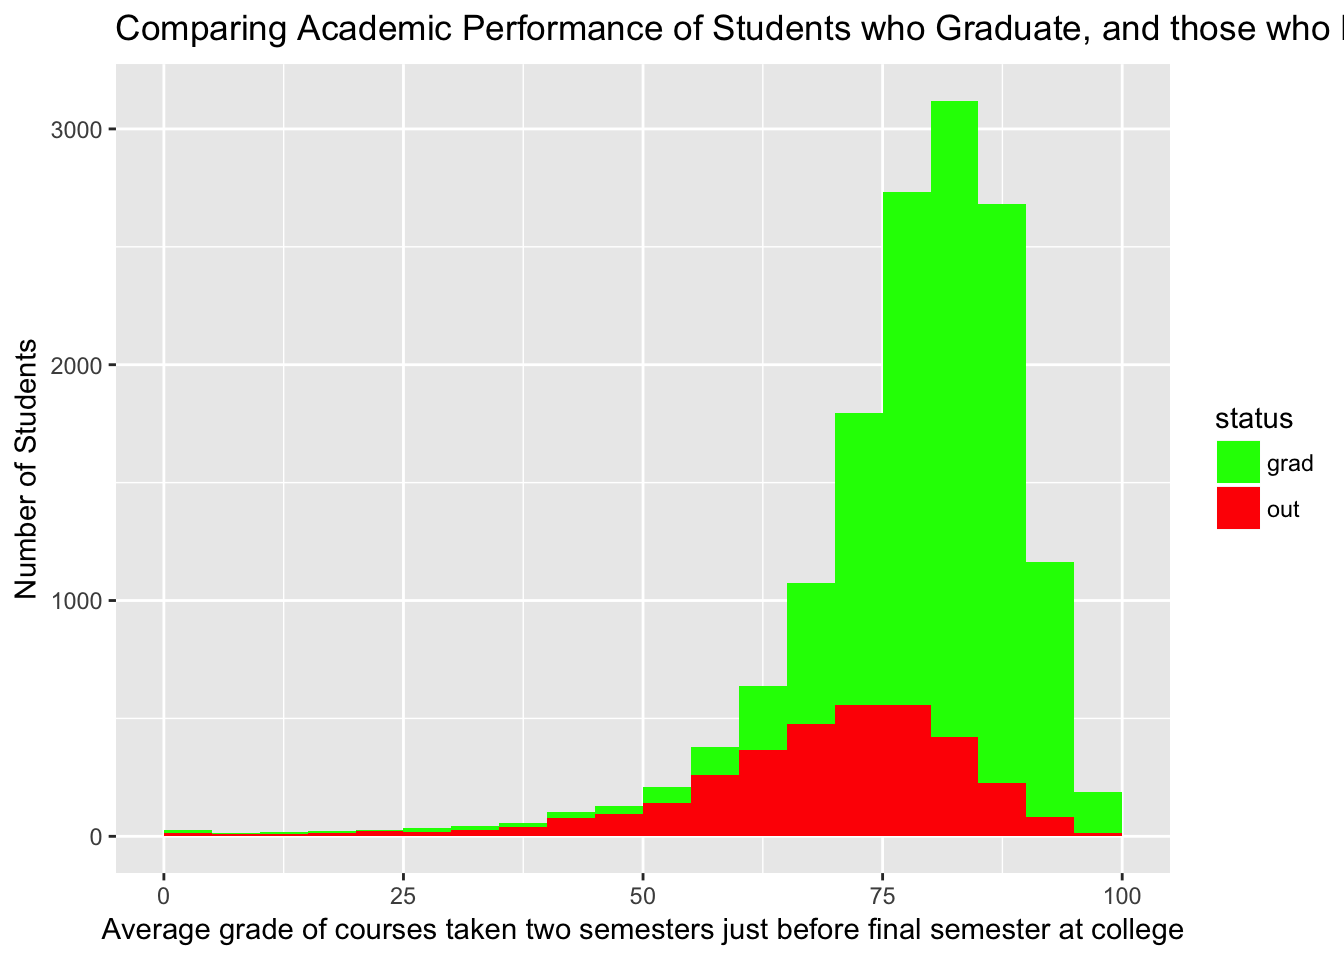 Comparing Academic Performance of Students who Graduate, and those who
3000
2000
1000
0
Number of Students
0 25 50 75 100
Average grade of courses taken two semesters just before final semester at college
status
grad
out